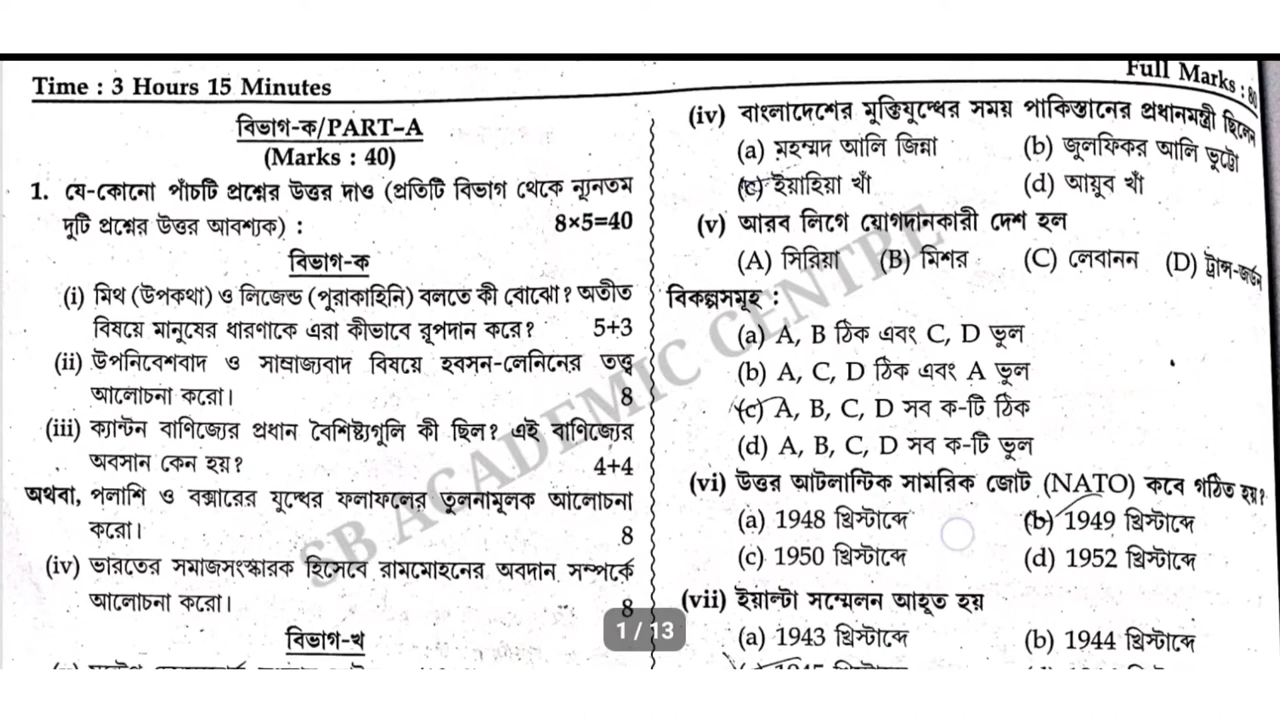 Time : 3 Hours 15 Minutes
Full Marks : 80
বিভাগ-ক/PART–A
(Marks : 40)
1. যে-কোনো পাঁচটি প্রশ্নের উত্তর দাও (প্রতিটি বিভাগ থেকে ন্যূনতম
দুটি প্রশ্নের উত্তর আবশ্যক) : 8×5=40
বিভাগ-ক
(i) মিথ (উপকথা) ও লিজেন্ড (পুরাকাহিনি) বলতে কী বোঝো? অতীত
বিষয়ে মানুষের ধারণাকে এরা কীভাবে রূপদান করে? 5+3
(ii) উপনিবেশবাদ ও সাম্রাজ্যবাদ বিষয়ে হবসন-লেনিনের তত্ত্ব
আলোচনা করো। 8
(iii) ক্যান্টন বাণিজ্যের প্রধান বৈশিষ্ট্যগুলি কী ছিল? এই বাণিজ্যের
অবসান কেন হয়? 4+4
অথবা, পলাশি ও বক্সারের যুদ্ধের ফলাফলের তুলনামূলক আলোচনা
করো। 8
(iv) ভারতের সমাজসংস্কারক হিসেবে রামমোহনের অবদান সম্পর্কে
আলোচনা করো। 8
বিভাগ-খ
(iv) বাংলাদেশের মুক্তিযুদ্ধের সময় পাকিস্তানের প্রধানমন্ত্রী ছিলেন
(a) মহম্মদ আলি জিন্না (b) জুলফিকর আলি ভুট্টো
(c) ইয়াহিয়া খাঁ (d) আয়ুব খাঁ
(v) আরব লিগে যোগদানকারী দেশ হল
(A) সিরিয়া (B) মিশর (C) লেবানন (D) ট্রান্স-জর্ডন
বিকল্পসমূহ :
(a) A, B ঠিক এবং C, D ভুল
(b) A, C, D ঠিক এবং A ভুল
(c) A, B, C, D সব ক-টি ঠিক
(d) A, B, C, D সব ক-টি ভুল
(vi) উত্তর আটলান্টিক সামরিক জোট (NATO) কবে গঠিত হয়?
(a) 1948 খ্রিস্টাব্দে (b) 1949 খ্রিস্টাব্দে
(c) 1950 খ্রিস্টাব্দে (d) 1952 খ্রিস্টাব্দে
(vii) ইয়াল্টা সম্মেলন আহূত হয়
(a) 1943 খ্রিস্টাব্দে (b) 1944 খ্রিস্টাব্দে
SB ACADEMIC CENTRE
1 / 13